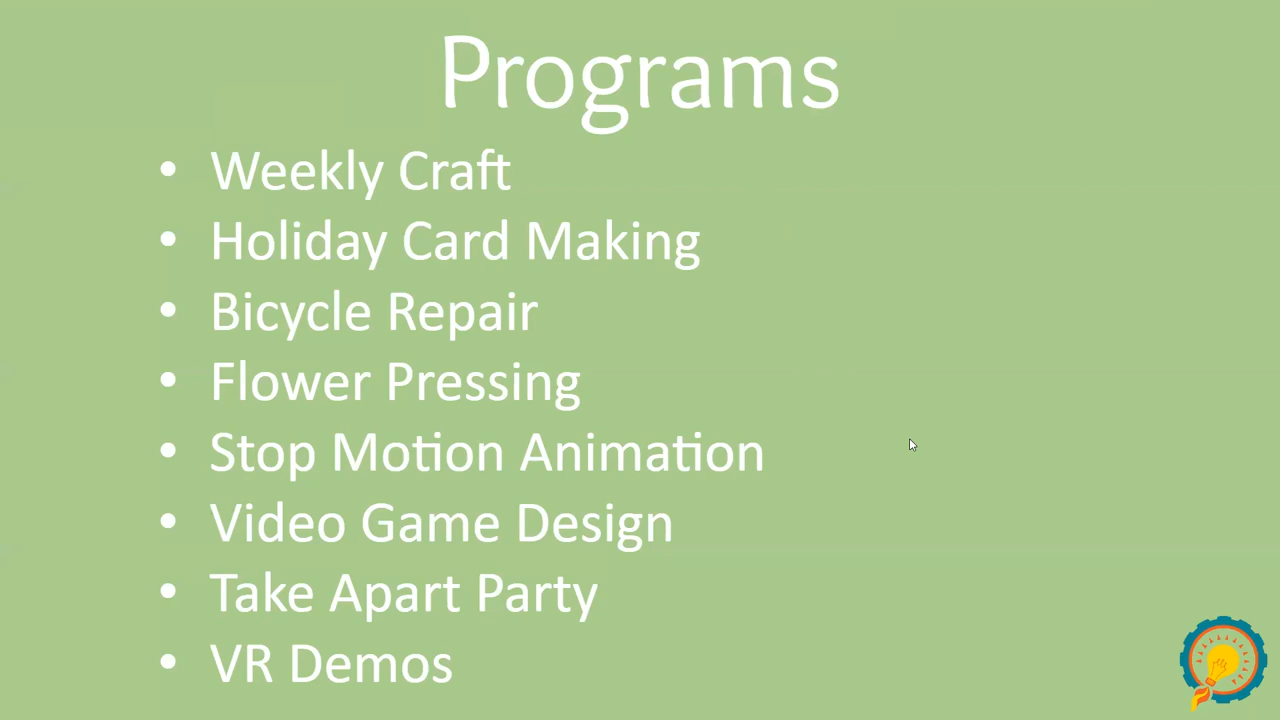 Programs
• Weekly Craft
• Holiday Card Making
• Bicycle Repair
• Flower Pressing
• Stop Motion Animation
• Video Game Design
• Take Apart Party
• VR Demos